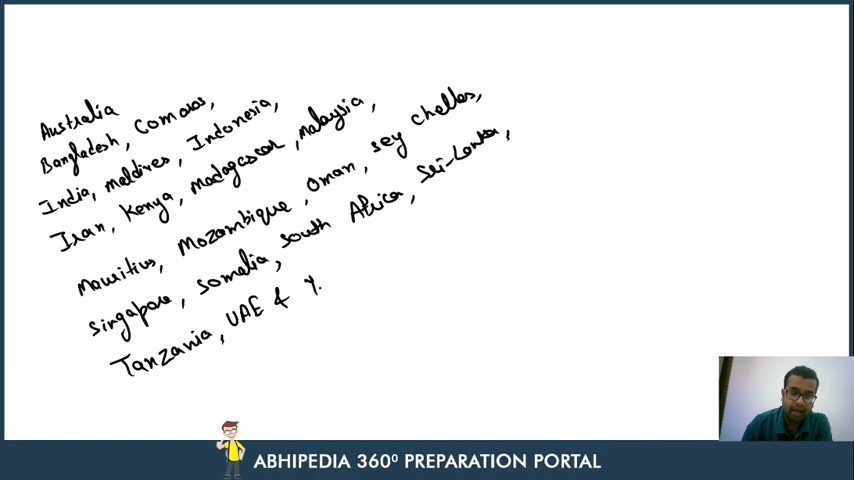 Australia
Bangladesh, Comoros,
India, Maldives, Indonesia,
Iran, Kenya, Madagascar, Malaysia,
Mauritius, Mozambique, Oman, Seychelles,
Singapore, Somalia, South Africa, Sri-Lanka,
Tanzania, UAE & Y
ABHIPEDIA 360° PREPARATION PORTAL